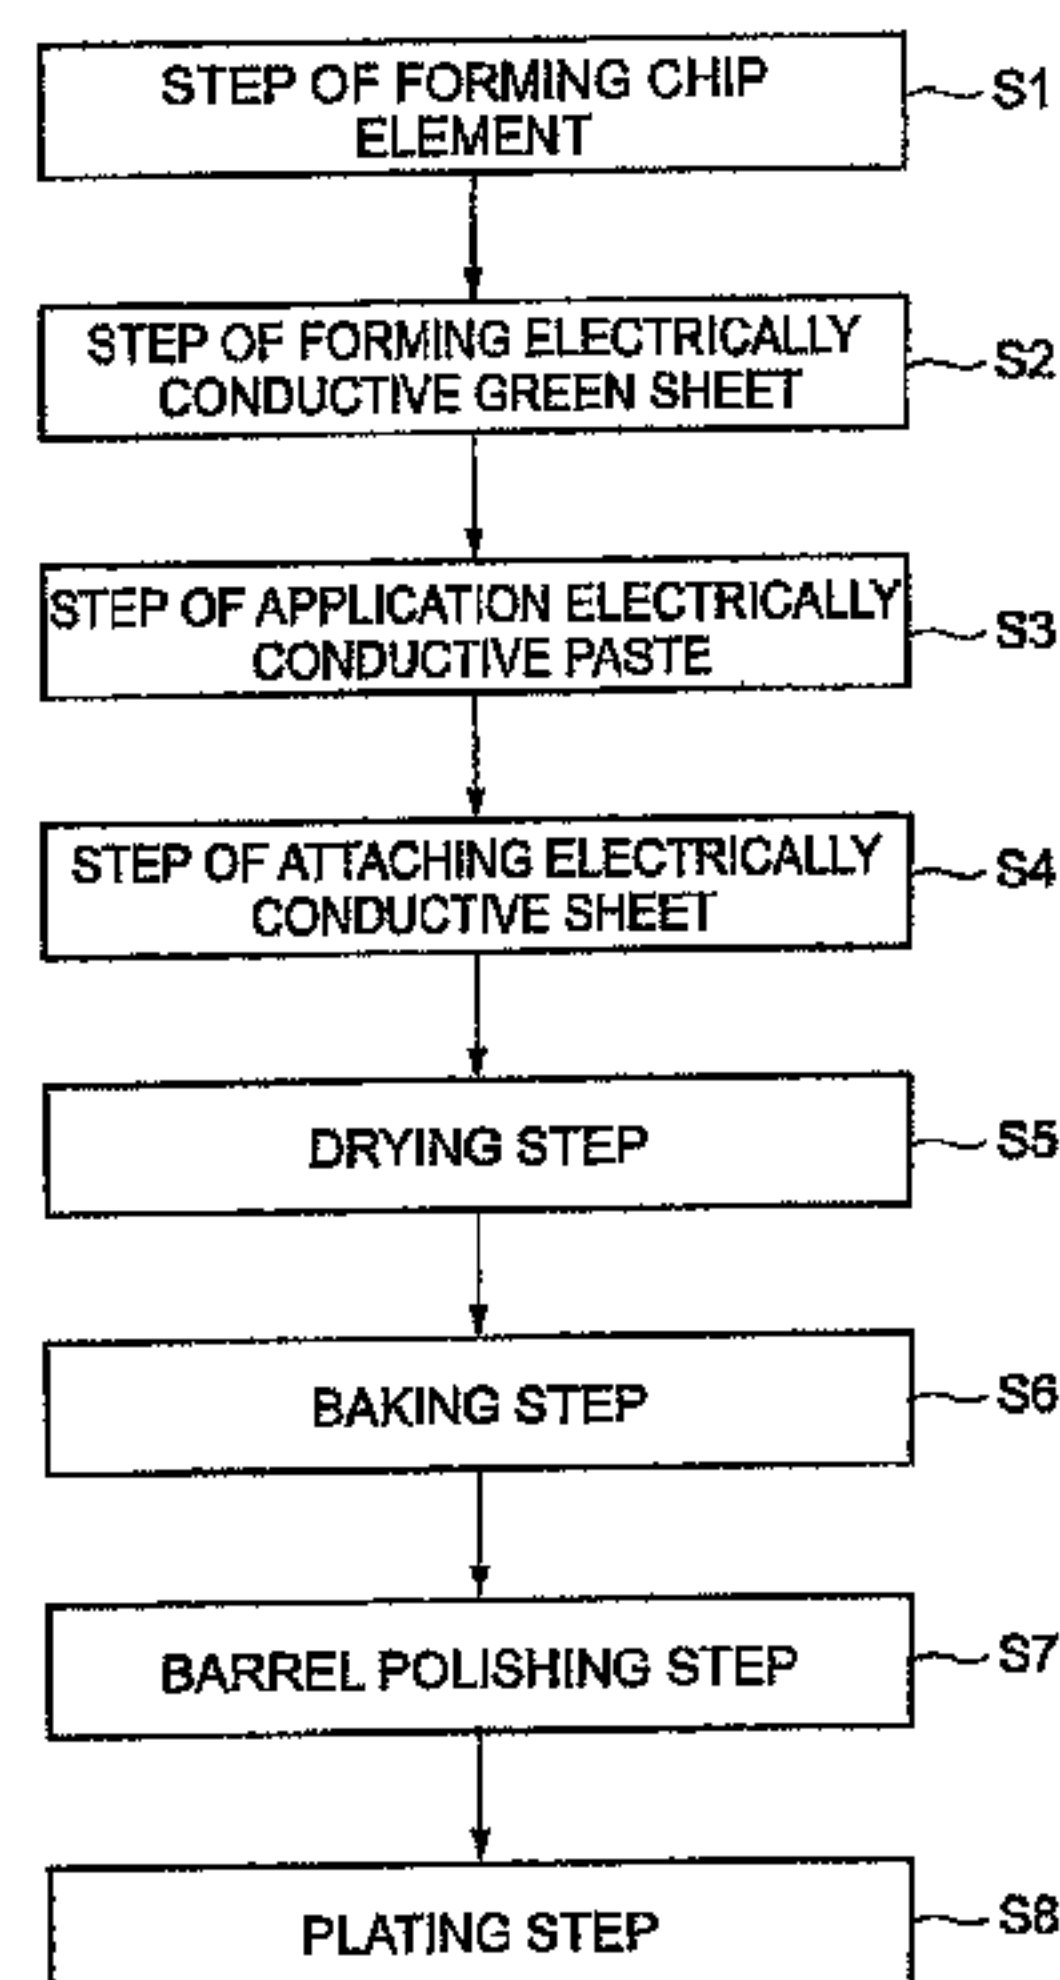 STEP OF FORMING CHIP
ELEMENT
S1
STEP OF FORMING ELECTRICALLY
CONDUCTIVE GREEN SHEET
S2
STEP OF APPLICATION ELECTRICALLY
CONDUCTIVE PASTE
S3
STEP OF ATTACHING ELECTRICALLY
CONDUCTIVE SHEET
S4
DRYING STEP
S5
BAKING STEP
S6
BARREL POLISHING STEP
S7
PLATING STEP
S8